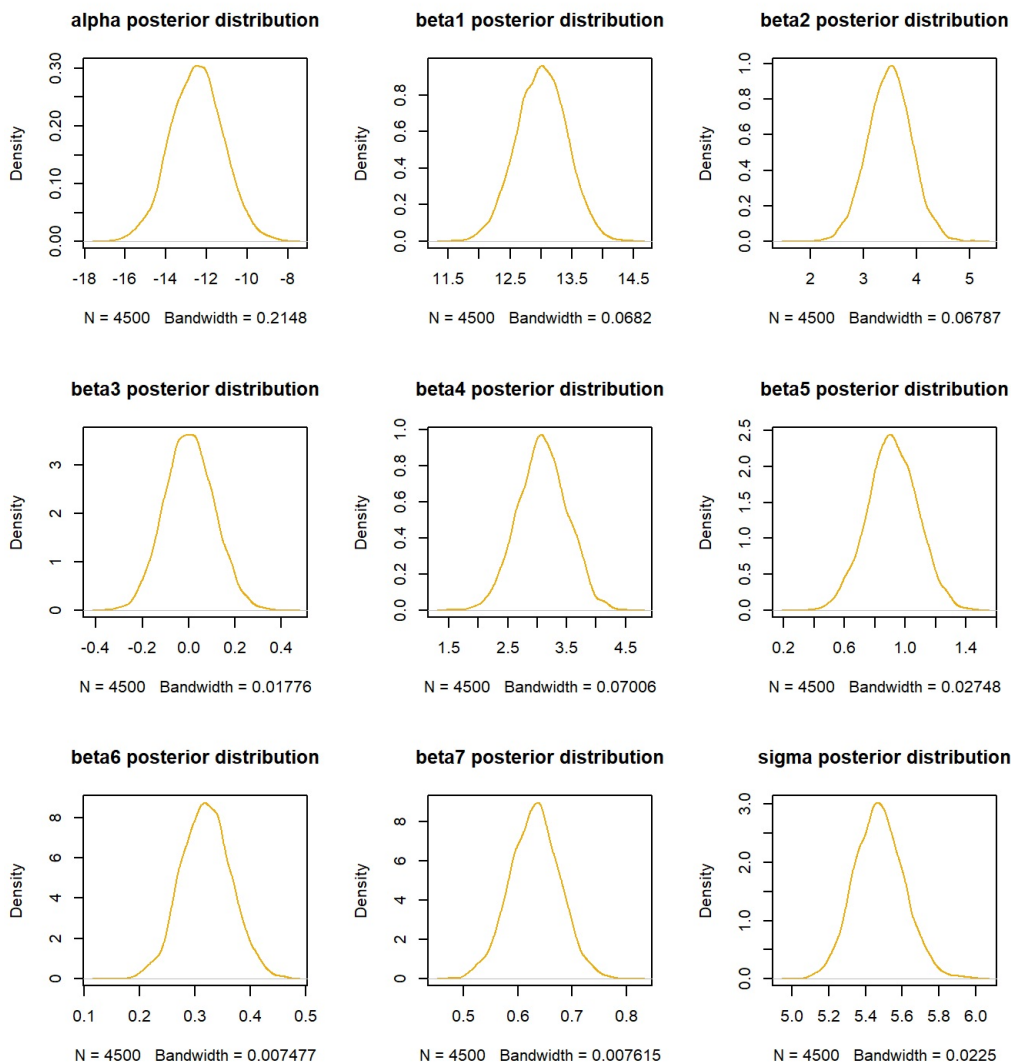 alpha posterior distribution
Density
0.00 0.10 0.20 0.30
-18 -16 -14 -12 -10 -8
N = 4500 Bandwidth = 0.2148
beta1 posterior distribution
Density
0.0 0.2 0.4 0.6 0.8
11.5 12.5 13.5 14.5
N = 4500 Bandwidth = 0.0682
beta2 posterior distribution
Density
0.0 0.2 0.4 0.6 0.8 1.0
2 3 4 5
N = 4500 Bandwidth = 0.06787
beta3 posterior distribution
Density
0 1 2 3
-0.4 -0.2 0.0 0.2 0.4
N = 4500 Bandwidth = 0.01776
beta4 posterior distribution
Density
0.0 0.2 0.4 0.6 0.8 1.0
1.5 2.5 3.5 4.5
N = 4500 Bandwidth = 0.07006
beta5 posterior distribution
Density
0.0 0.5 1.0 1.5 2.0 2.5
0.2 0.6 1.0 1.4
N = 4500 Bandwidth = 0.02748
beta6 posterior distribution
Density
0 2 4 6 8
0.1 0.2 0.3 0.4 0.5
N = 4500 Bandwidth = 0.007477
beta7 posterior distribution
Density
0 2 4 6 8
0.5 0.6 0.7 0.8
N = 4500 Bandwidth = 0.007615
sigma posterior distribution
Density
0.0 1.0 2.0 3.0
5.0 5.2 5.4 5.6 5.8 6.0
N = 4500 Bandwidth = 0.0225